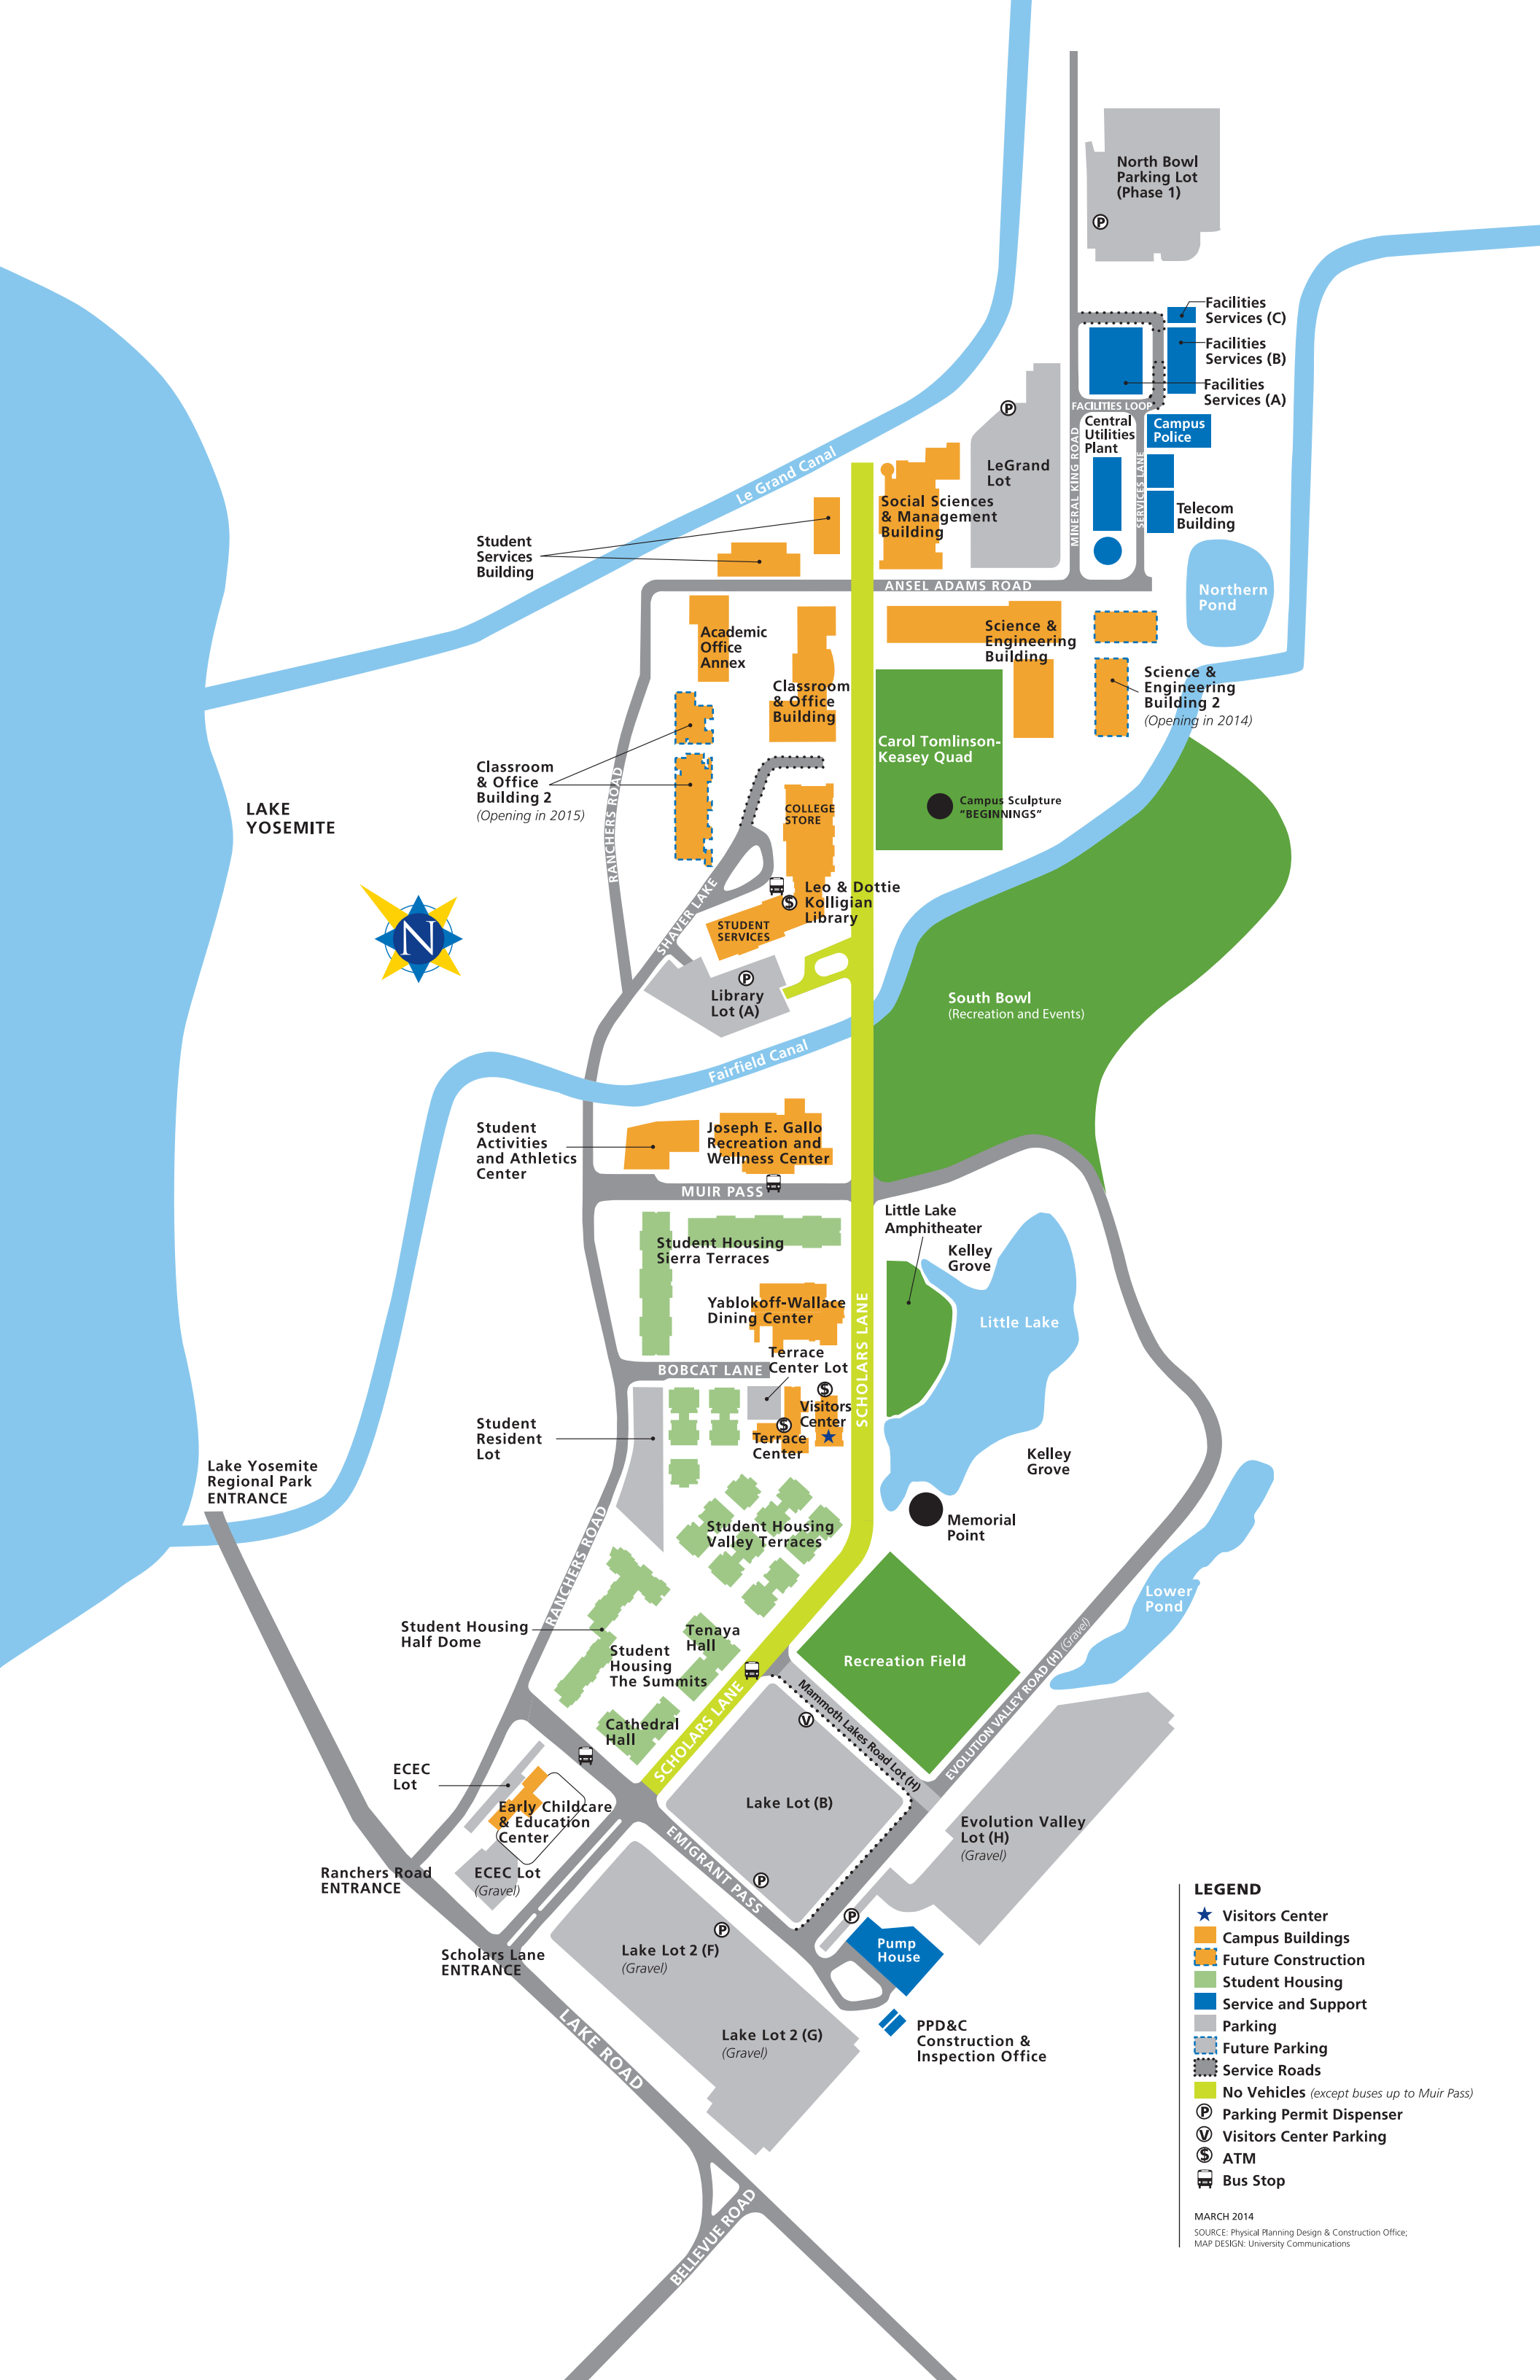 North Bowl
Parking Lot
(Phase 1)
P
Facilities
Services (C)
Facilities
Services (B)
Facilities
Services (A)
FACILITIES LOOP
P
Central
Utilities
Plant
Campus
Police
MINERAL KING ROAD
SERVICES LANE
LeGrand
Lot
Le Grand Canal
Social Sciences
& Management
Building
Telecom
Building
Student
Services
Building
ANSEL ADAMS ROAD
Northern
Pond
Academic
Office
Annex
Science &
Engineering
Building
Science &
Engineering
Building 2
(Opening in 2014)
Classroom
& Office
Building
Carol Tomlinson-
Keasey Quad
Classroom
& Office
Building 2
(Opening in 2015)
RANCHERS ROAD
LAKE
YOSEMITE
COLLEGE
STORE
Campus Sculpture
“BEGINNINGS”
N
SHAVER LAKE
$
Leo & Dottie
Kolligian
Library
STUDENT
SERVICES
P
Library
Lot (A)
South Bowl
(Recreation and Events)
Fairfield Canal
Student
Activities
and Athletics
Center
Joseph E. Gallo
Recreation and
Wellness Center
MUIR PASS
Little Lake
Amphitheater
Kelley
Grove
Student Housing
Sierra Terraces
Yablokoff-Wallace
Dining Center
SCHOLARS LANE
Little Lake
Terrace
Center Lot
BOBCAT LANE
$
Visitors
Center
$
Terrace
Center
Student
Resident
Lot
Kelley
Grove
Lake Yosemite
Regional Park
ENTRANCE
Memorial
Point
Student Housing
Valley Terraces
RANCHERS ROAD
Lower
Pond
Student Housing
Half Dome
Tenaya
Hall
Student
Housing
The Summits
Recreation Field
EVOLUTION VALLEY ROAD (H) (Gravel)
Mammoth Lakes Road Lot (H)
SCHOLARS LANE
V
Cathedral
Hall
ECEC
Lot
Lake Lot (B)
Early Childcare
& Education
Center
Evolution Valley
Lot (H)
(Gravel)
EMIGRANT PASS
Ranchers Road
ENTRANCE
ECEC Lot
(Gravel)
P
P
P
Pump
House
Lake Lot 2 (F)
(Gravel)
Scholars Lane
ENTRANCE
LAKE ROAD
Lake Lot 2 (G)
(Gravel)
PPD&C
Construction &
Inspection Office
BELLEVUE ROAD
LEGEND
Visitors Center
Campus Buildings
Future Construction
Student Housing
Service and Support
Parking
Future Parking
Service Roads
No Vehicles (except buses up to Muir Pass)
P Parking Permit Dispenser
V Visitors Center Parking
$ ATM
Bus Stop
MARCH 2014
SOURCE: Physical Planning Design & Construction Office;
MAP DESIGN: University Communications